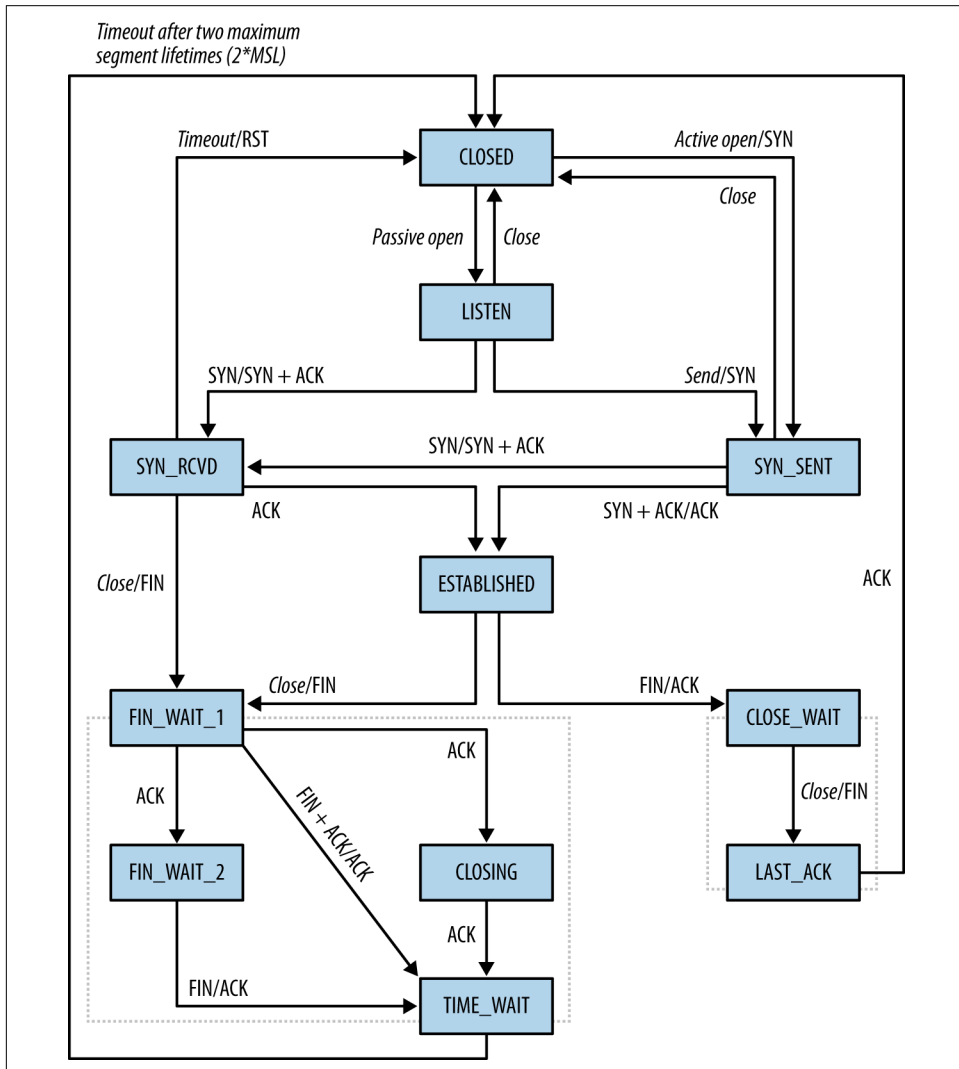 Timeout after two maximum
segment lifetimes (2*MSL)
Timeout/RST
CLOSED
Active open/SYN
Close
Passive open
Close
LISTEN
SYN/SYN + ACK
Send/SYN
SYN_RCVD
SYN/SYN + ACK
SYN_SENT
ACK
SYN + ACK/ACK
ESTABLISHED
ACK
Close/FIN
Close/FIN
FIN/ACK
FIN_WAIT_1
CLOSE_WAIT
ACK
ACK
FIN + ACK/ACK
Close/FIN
FIN_WAIT_2
CLOSING
LAST_ACK
ACK
FIN/ACK
TIME_WAIT